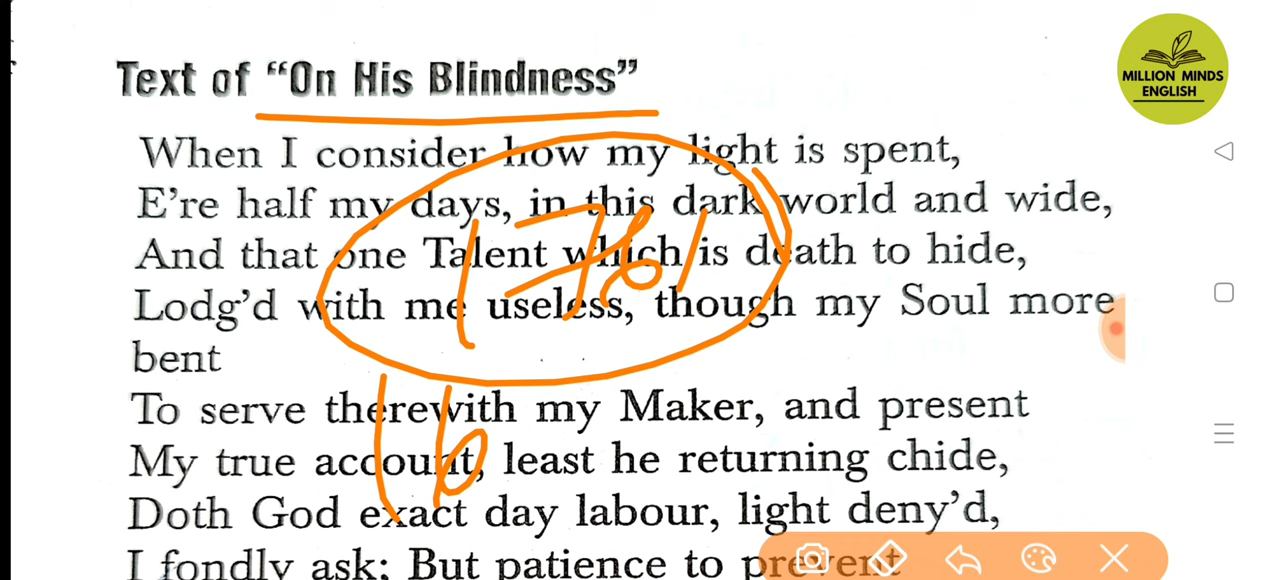 MILLION MINDS
ENGLISH
Text of “On His Blindness”
When I consider how my light is spent,
E’re half my days, in this dark world and wide,
And that one Talent which is death to hide,
Lodg’d with me useless, though my Soul more
bent
To serve therewith my Maker, and present
My true account, least he returning chide,
Doth God exact day labour, light deny’d,
I fondly ask; But patience to prevent
1761
16